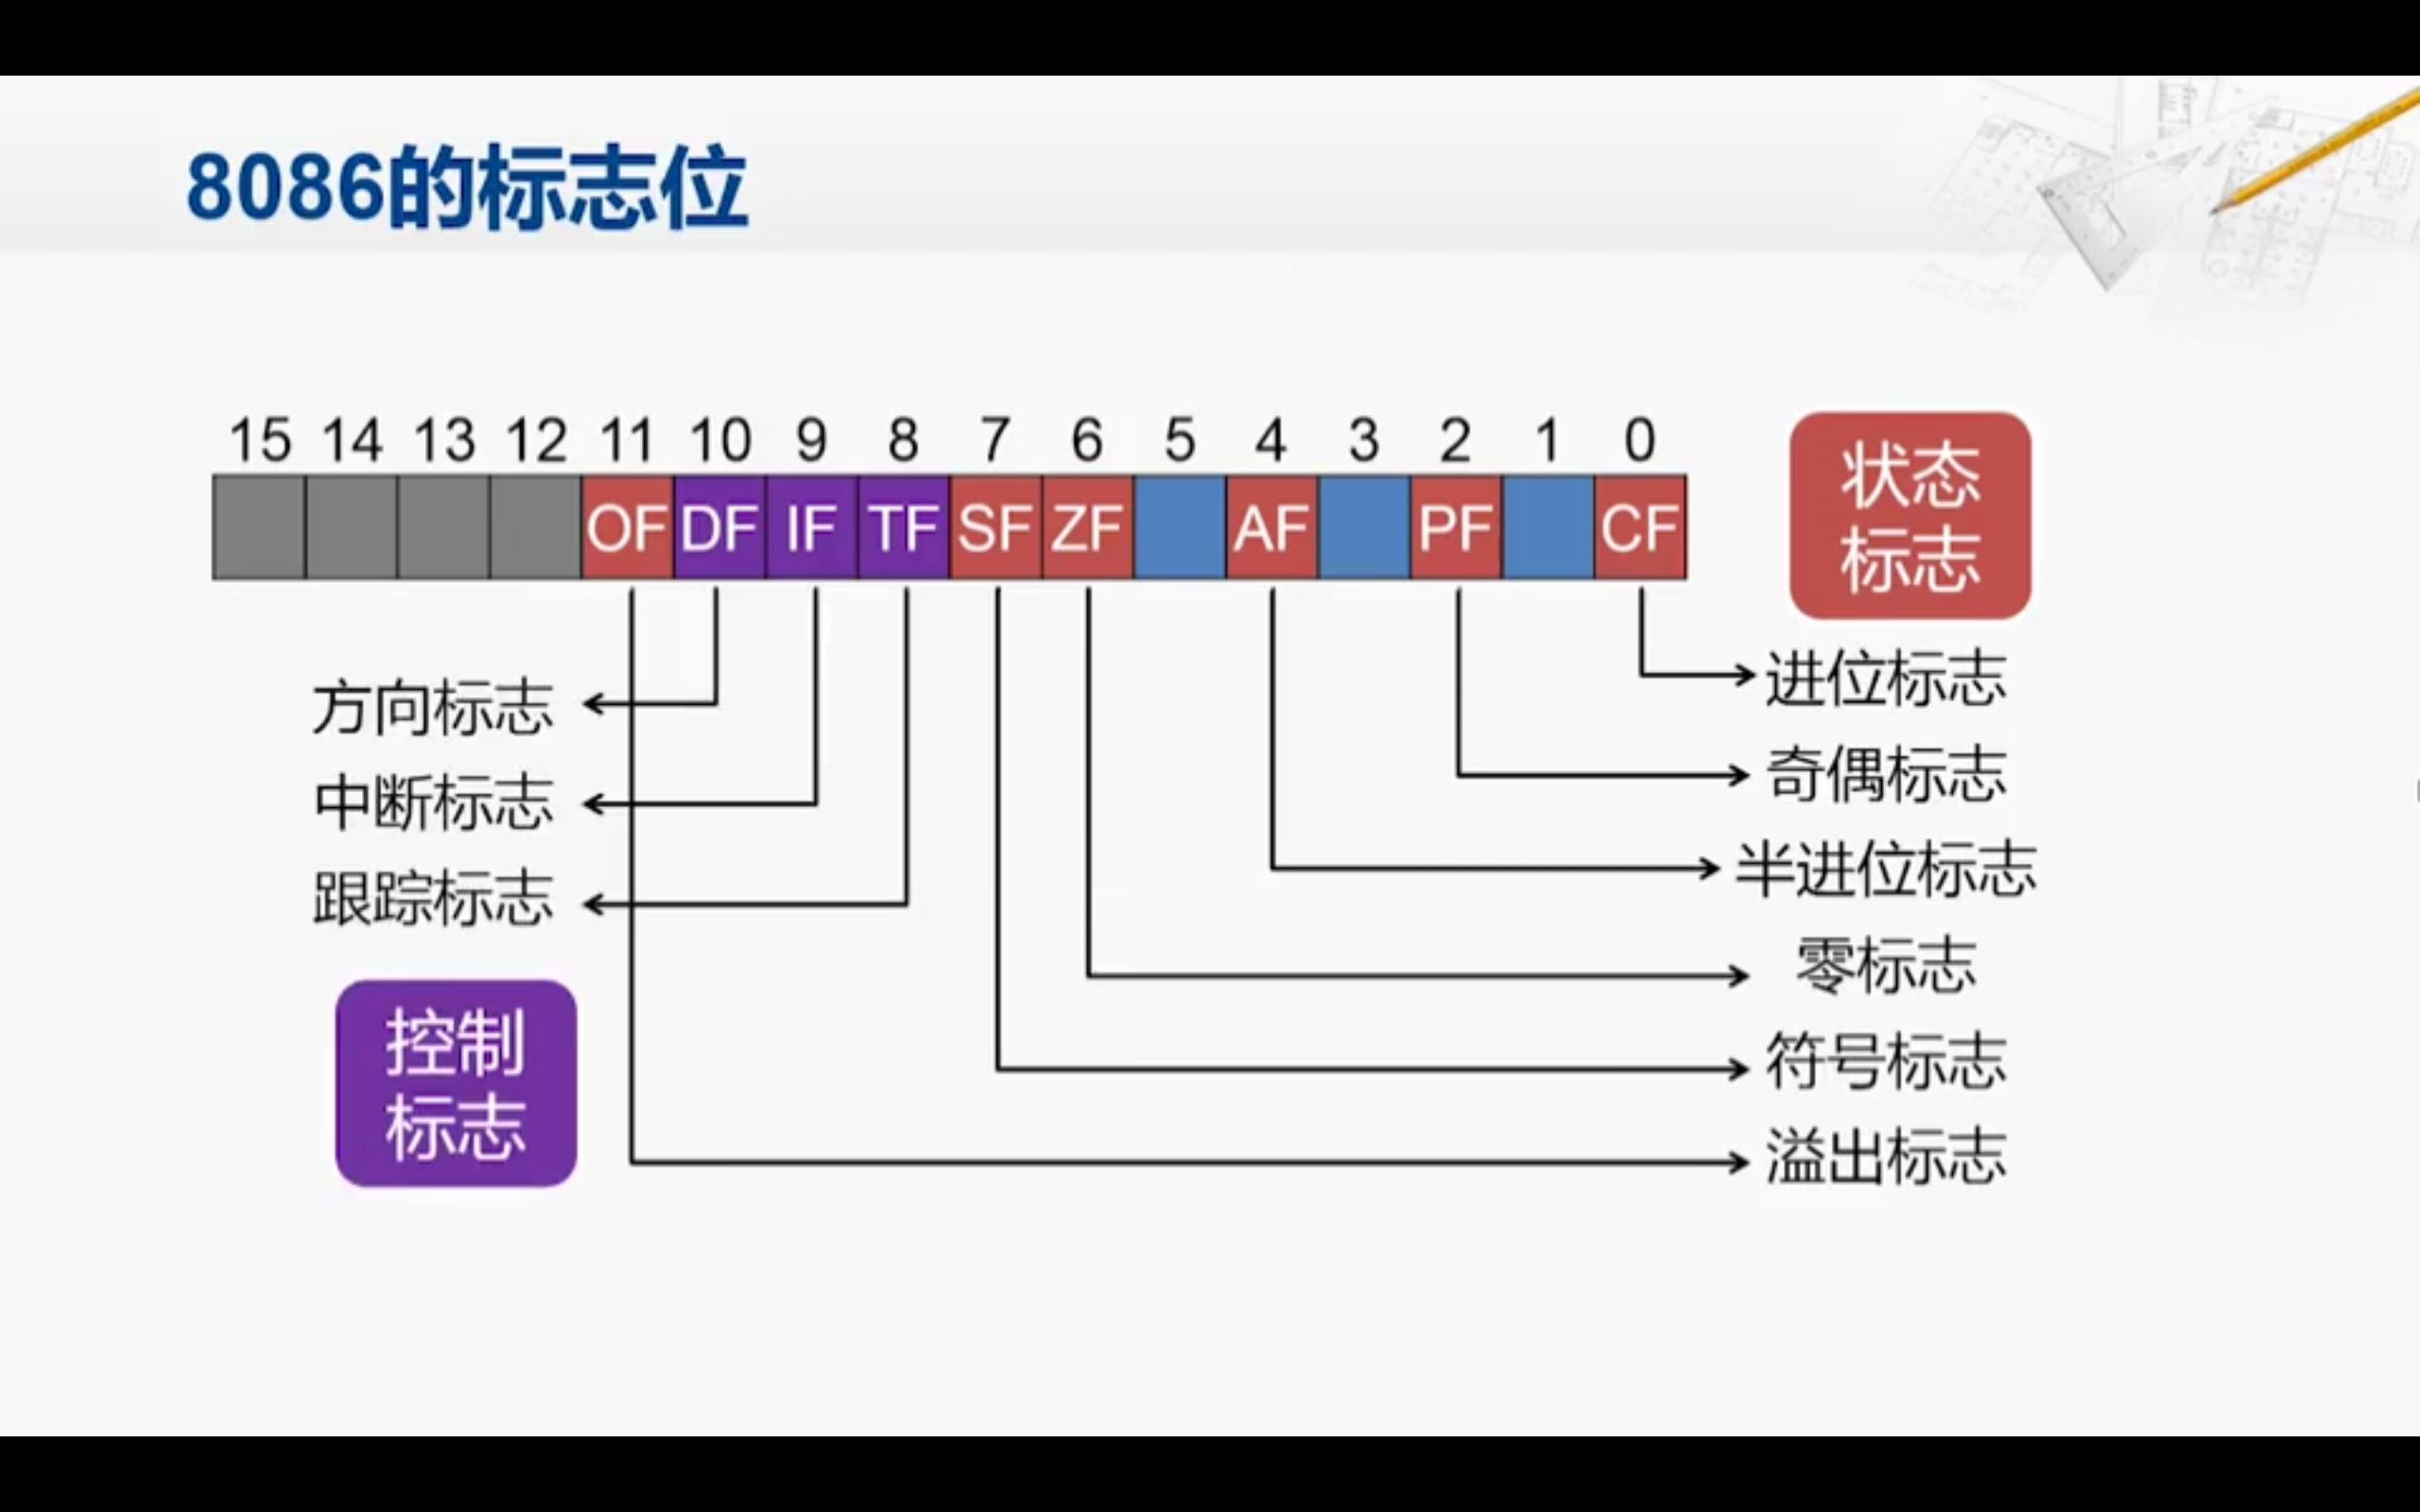 8086的标志位
15 14 13 12 11 10 9 8 7 6 5 4 3 2 1 0
OF DF IF TF SF ZF AF PF CF
状态
标志
方向标志
中断标志
跟踪标志
控制
标志
进位标志
奇偶标志
半进位标志
零标志
符号标志
溢出标志